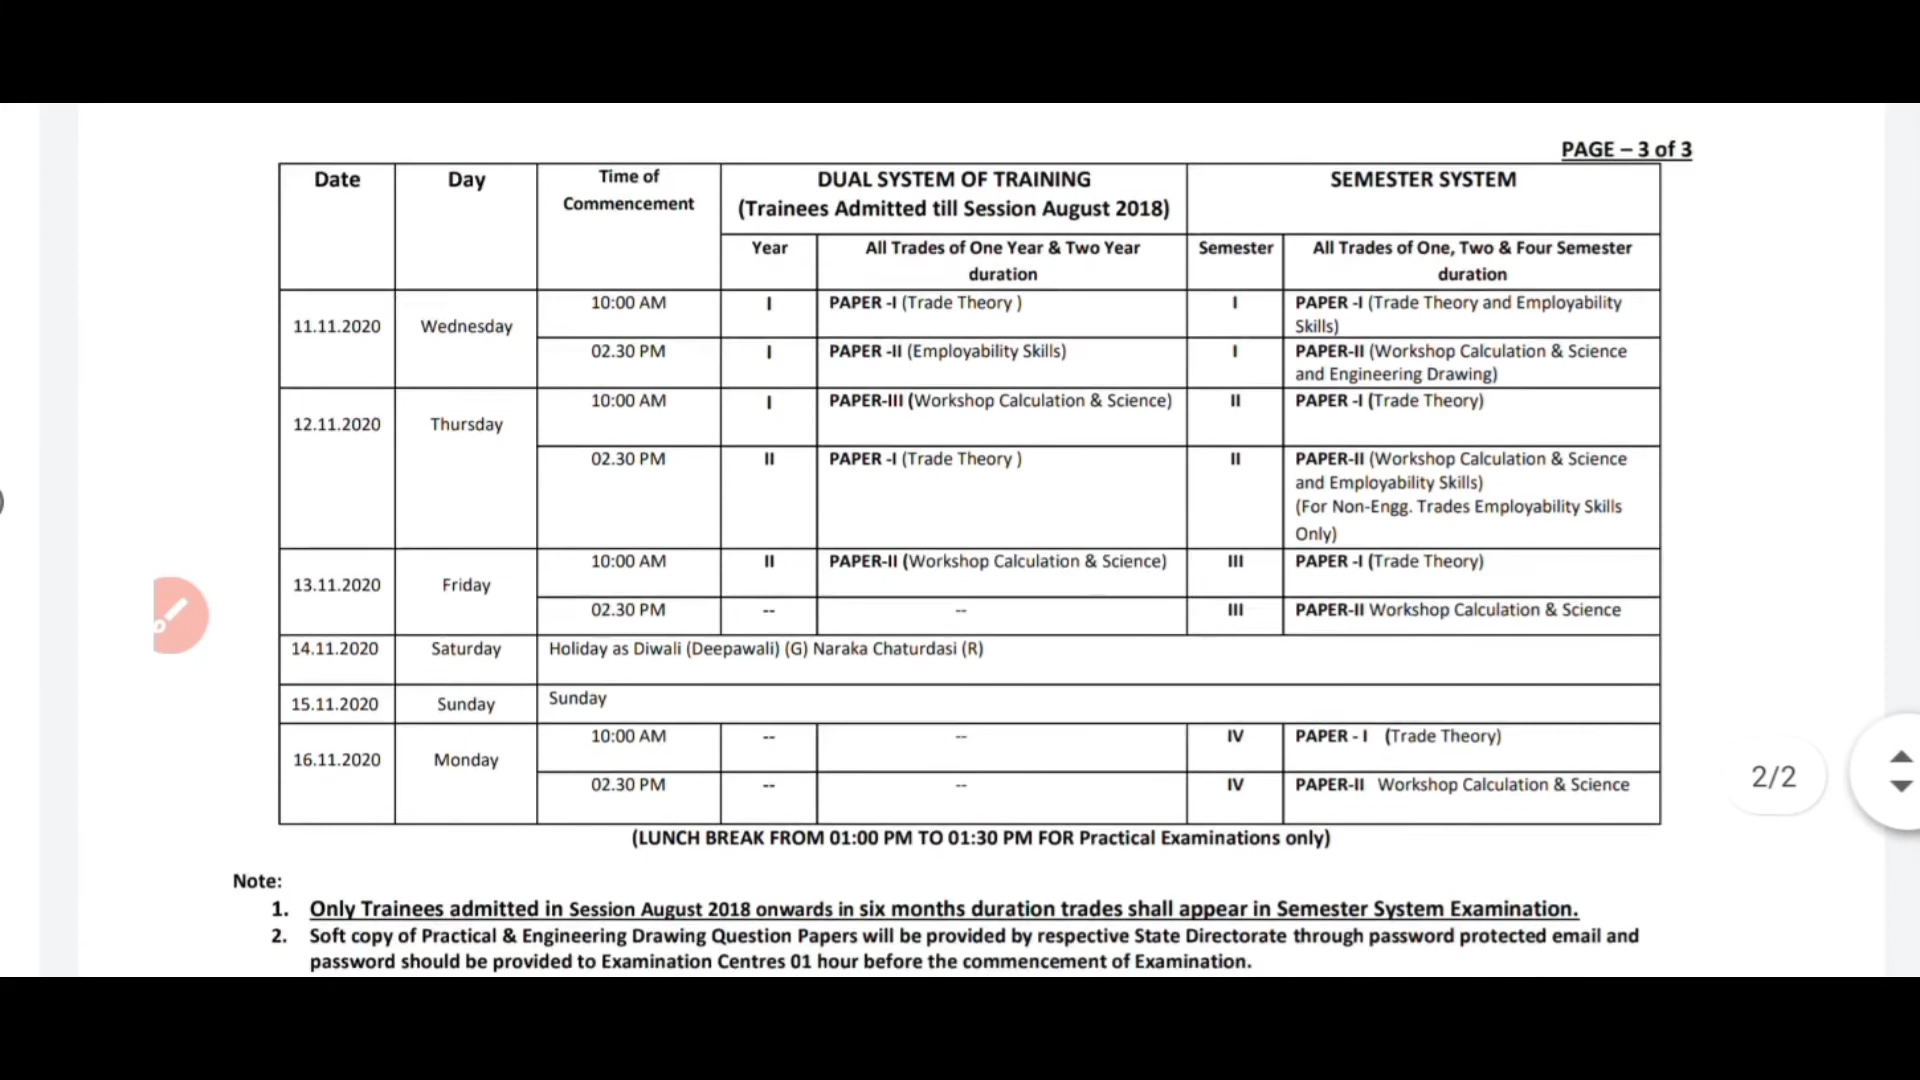 PAGE – 3 of 3
Date Day Time of Commencement DUAL SYSTEM OF TRAINING SEMESTER SYSTEM
(Trainees Admitted till Session August 2018)
Year All Trades of One Year & Two Year duration Semester All Trades of One, Two & Four Semester duration
11.11.2020 Wednesday 10:00 AM I PAPER -I (Trade Theory ) I PAPER -I (Trade Theory and Employability
Skills)
02.30 PM I PAPER -II (Employability Skills) I PAPER-II (Workshop Calculation & Science
and Engineering Drawing)
12.11.2020 Thursday 10:00 AM I PAPER-III (Workshop Calculation & Science) II PAPER -I (Trade Theory)
02.30 PM II PAPER -I (Trade Theory ) II PAPER-II (Workshop Calculation & Science
and Employability Skills)
(For Non-Engg. Trades Employability Skills
Only)
13.11.2020 Friday 10:00 AM II PAPER-II (Workshop Calculation & Science) III PAPER -I (Trade Theory)
02.30 PM -- -- III PAPER-II Workshop Calculation & Science
14.11.2020 Saturday Holiday as Diwali (Deepawali) (G) Naraka Chaturdasi (R)
15.11.2020 Sunday Sunday
16.11.2020 Monday 10:00 AM -- -- IV PAPER - I (Trade Theory)
02.30 PM -- -- IV PAPER-II Workshop Calculation & Science
2/2
(LUNCH BREAK FROM 01:00 PM TO 01:30 PM FOR Practical Examinations only)
Note:
1. Only Trainees admitted in Session August 2018 onwards in six months duration trades shall appear in Semester System Examination.
2. Soft copy of Practical & Engineering Drawing Question Papers will be provided by respective State Directorate through password protected email and
password should be provided to Examination Centres 01 hour before the commencement of Examination.